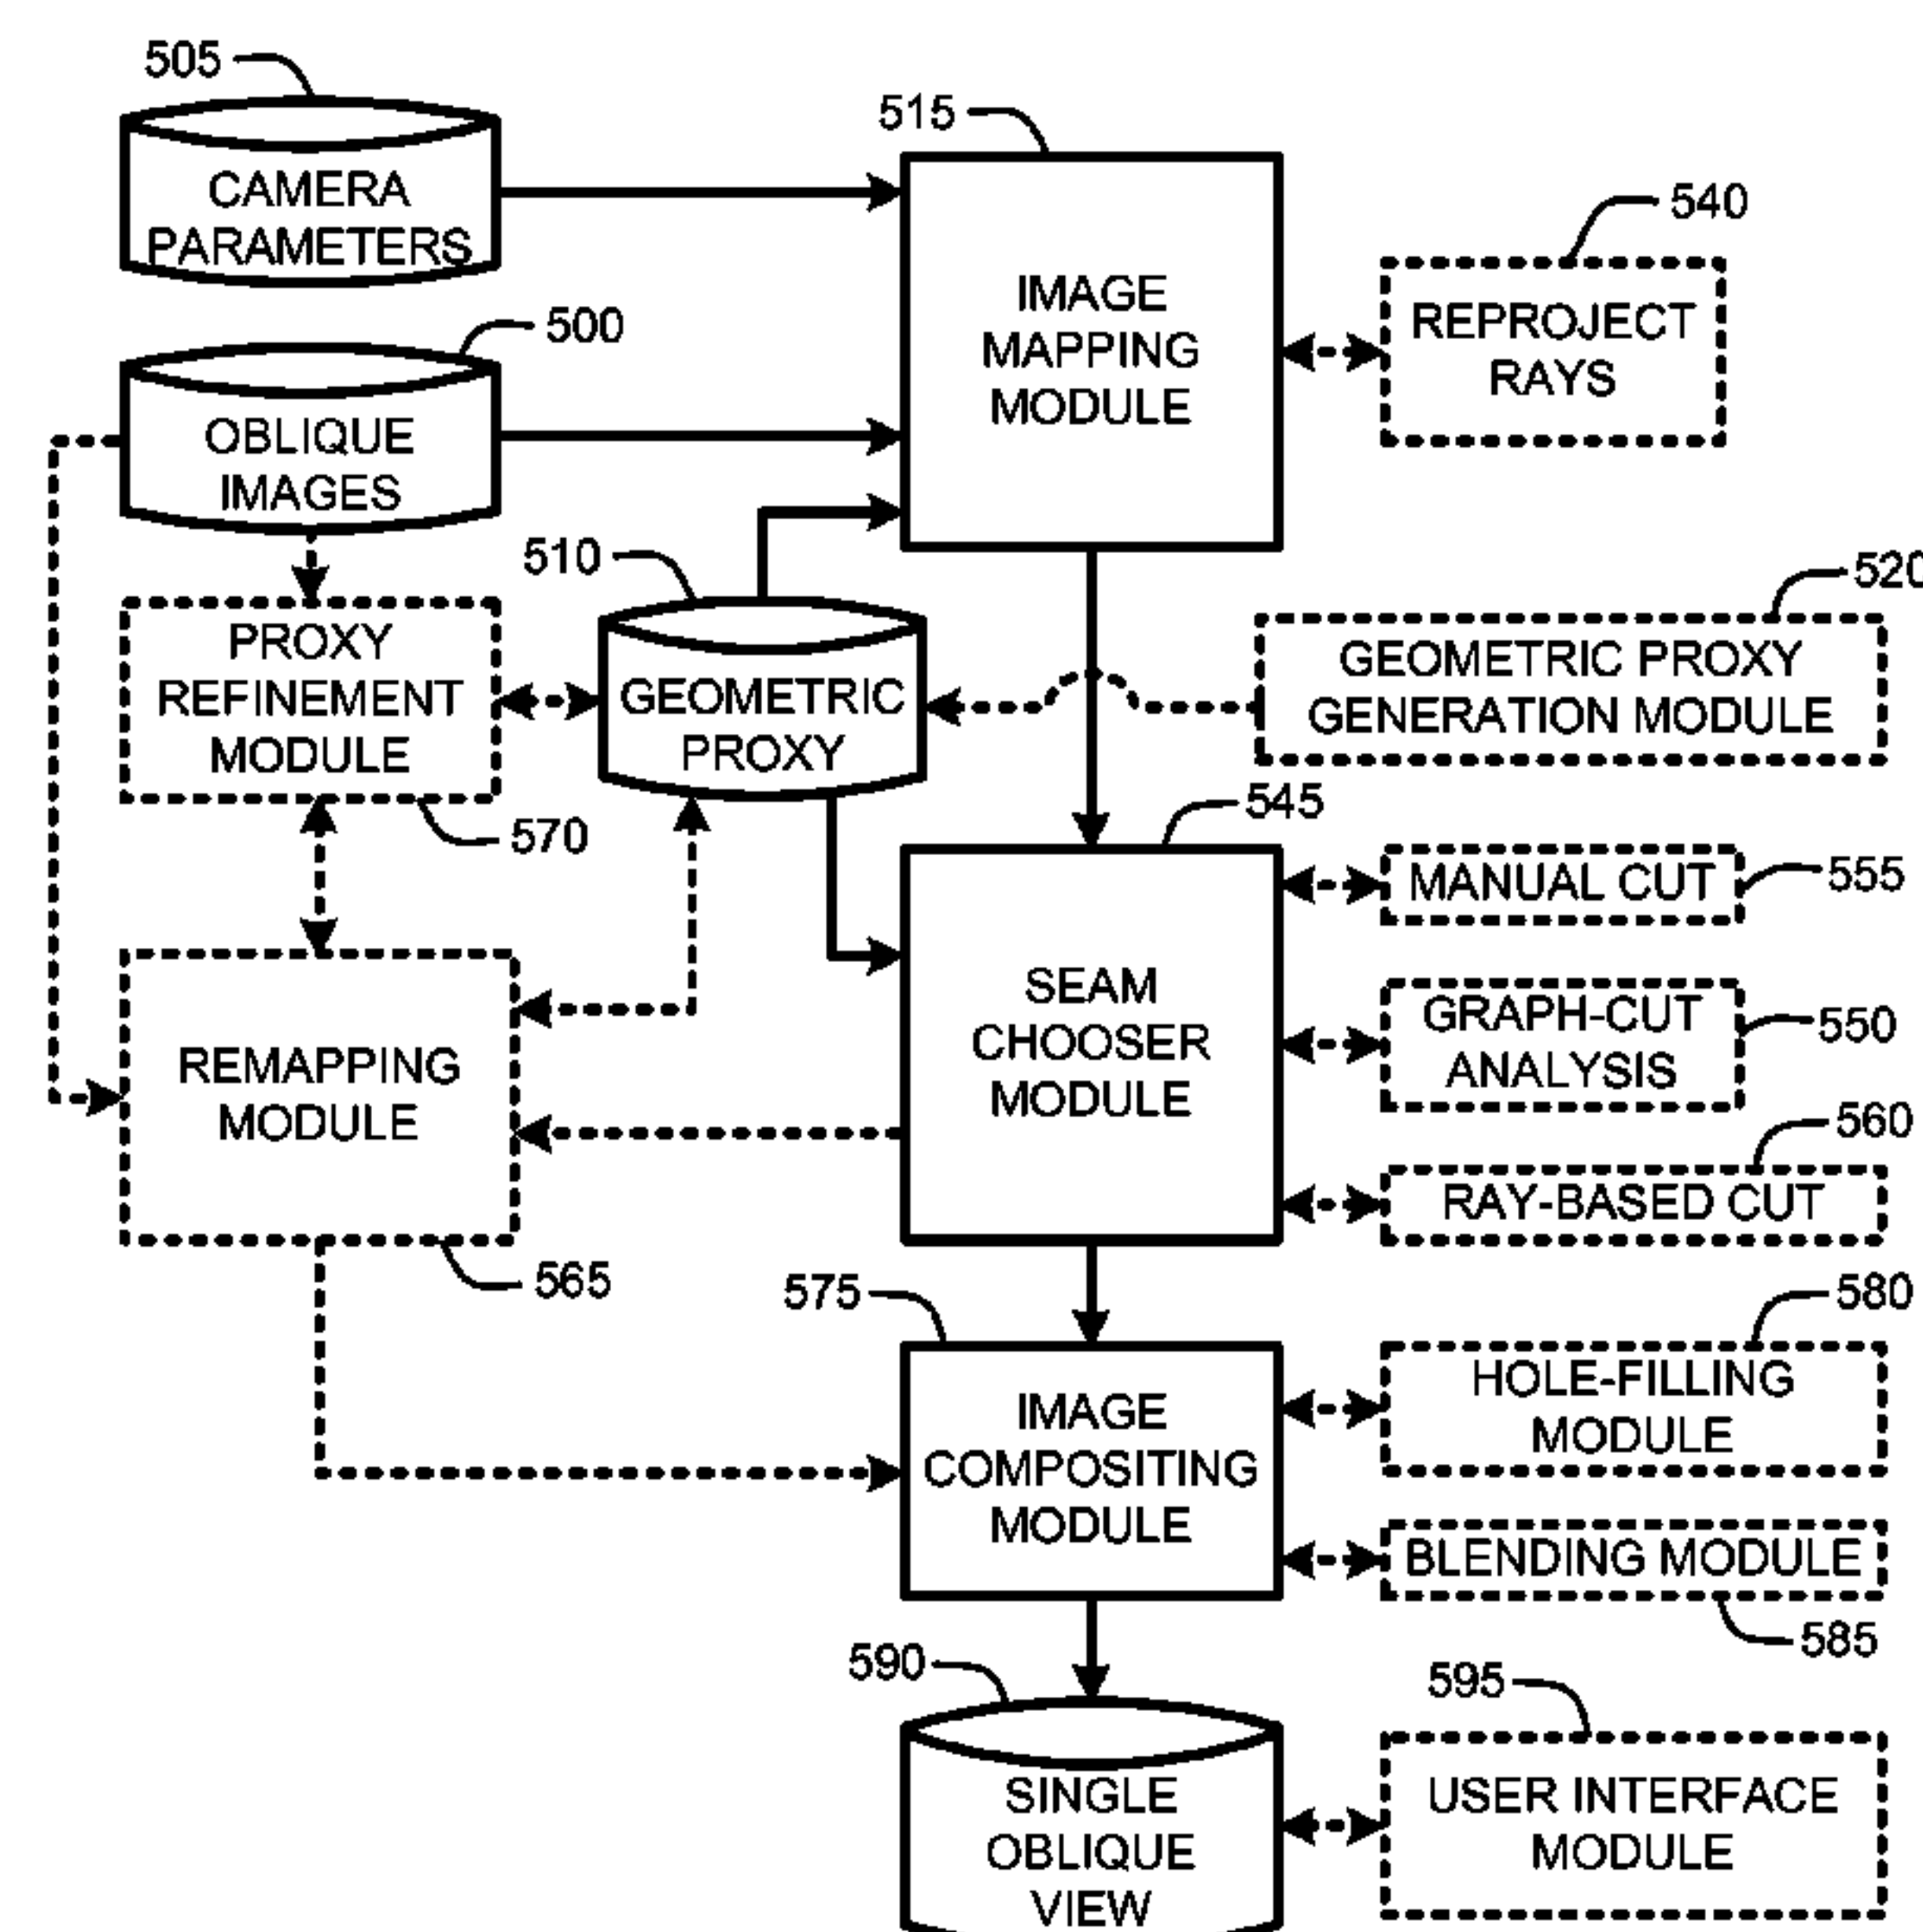 505
CAMERA
PARAMETERS
515
IMAGE
MAPPING
MODULE
540
REPROJECT
RAYS
500
OBLIQUE
IMAGES
510
GEOMETRIC
PROXY
520
GEOMETRIC PROXY
GENERATION MODULE
PROXY
REFINEMENT
MODULE
570
545
SEAM
CHOOSER
MODULE
MANUAL CUT
555
GRAPH-CUT
ANALYSIS
550
560
RAY-BASED CUT
REMAPPING
MODULE
565
575
IMAGE
COMPOSITING
MODULE
580
HOLE-FILLING
MODULE
BLENDING MODULE
585
590
SINGLE
OBLIQUE
VIEW
595
USER INTERFACE
MODULE